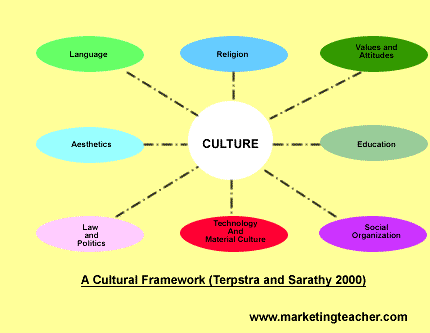 Language
Religion
Values and
Attitudes
Aesthetics
CULTURE
Education
Law
and
Politics
Technology
And
Material Culture
Social
Organization
A Cultural Framework (Terpstra and Sarathy 2000)
www.marketingteacher.com